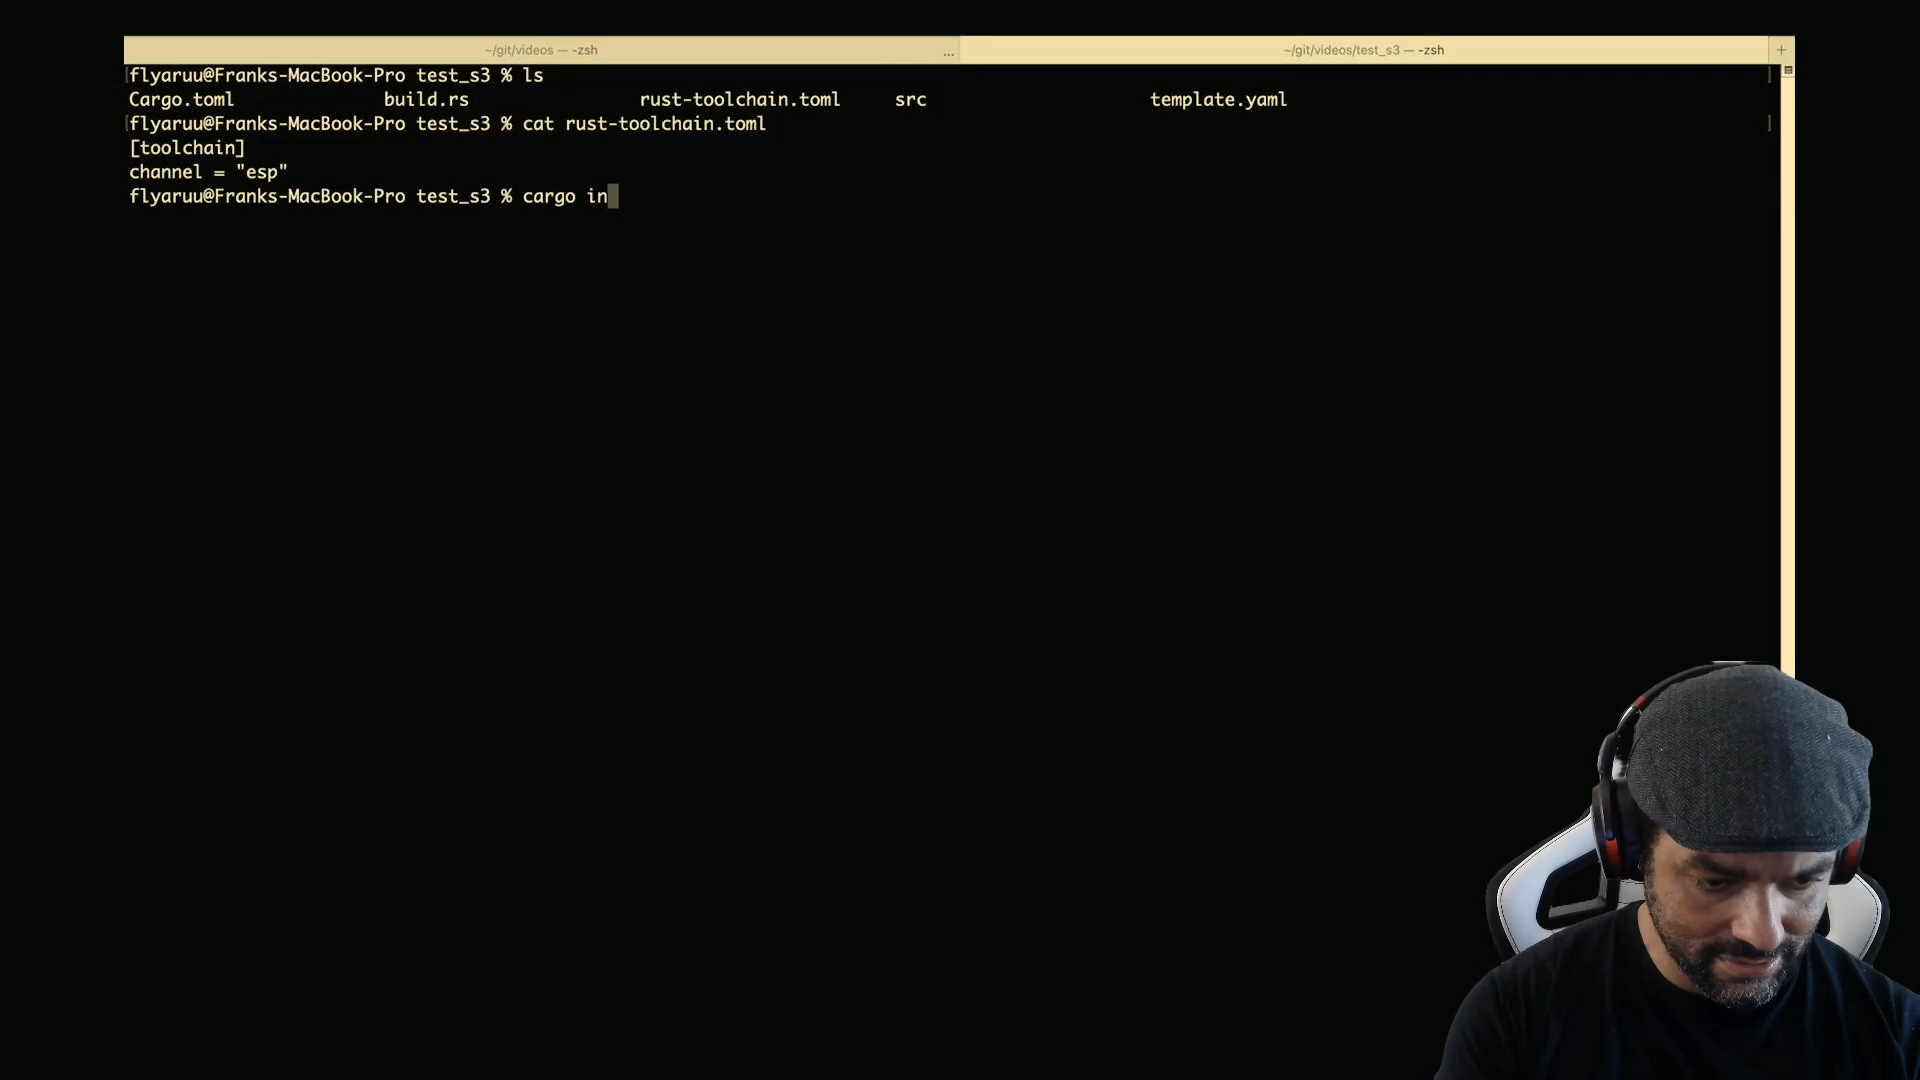 ~/git/videos — -zsh ... ~/git/videos/test_s3 — -zsh +
flyaruu@Franks-MacBook-Pro test_s3 % ls
Cargo.toml build.rs rust-toolchain.toml src template.yaml
flyaruu@Franks-MacBook-Pro test_s3 % cat rust-toolchain.toml
[toolchain]
channel = "esp"
flyaruu@Franks-MacBook-Pro test_s3 % cargo in